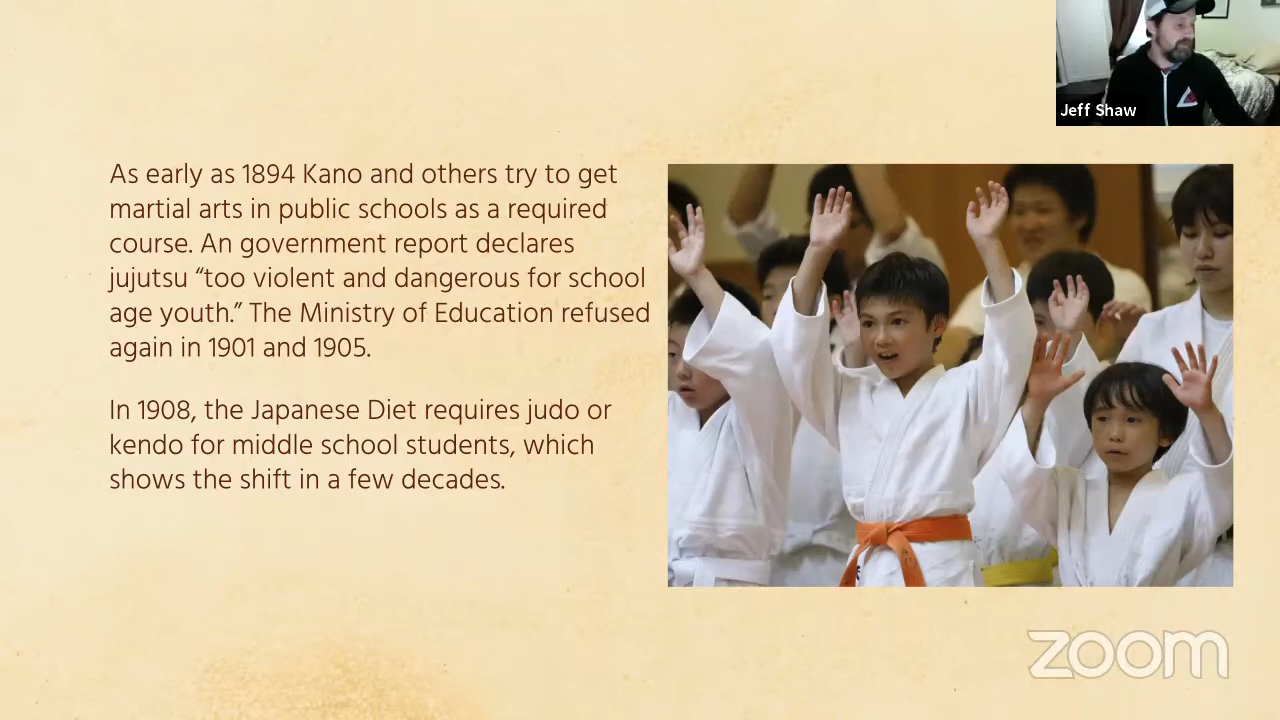 Jeff Shaw
As early as 1894 Kano and others try to get
martial arts in public schools as a required
course. An government report declares
jujutsu “too violent and dangerous for school
age youth.” The Ministry of Education refused
again in 1901 and 1905.
In 1908, the Japanese Diet requires judo or
kendo for middle school students, which
shows the shift in a few decades.
zoom